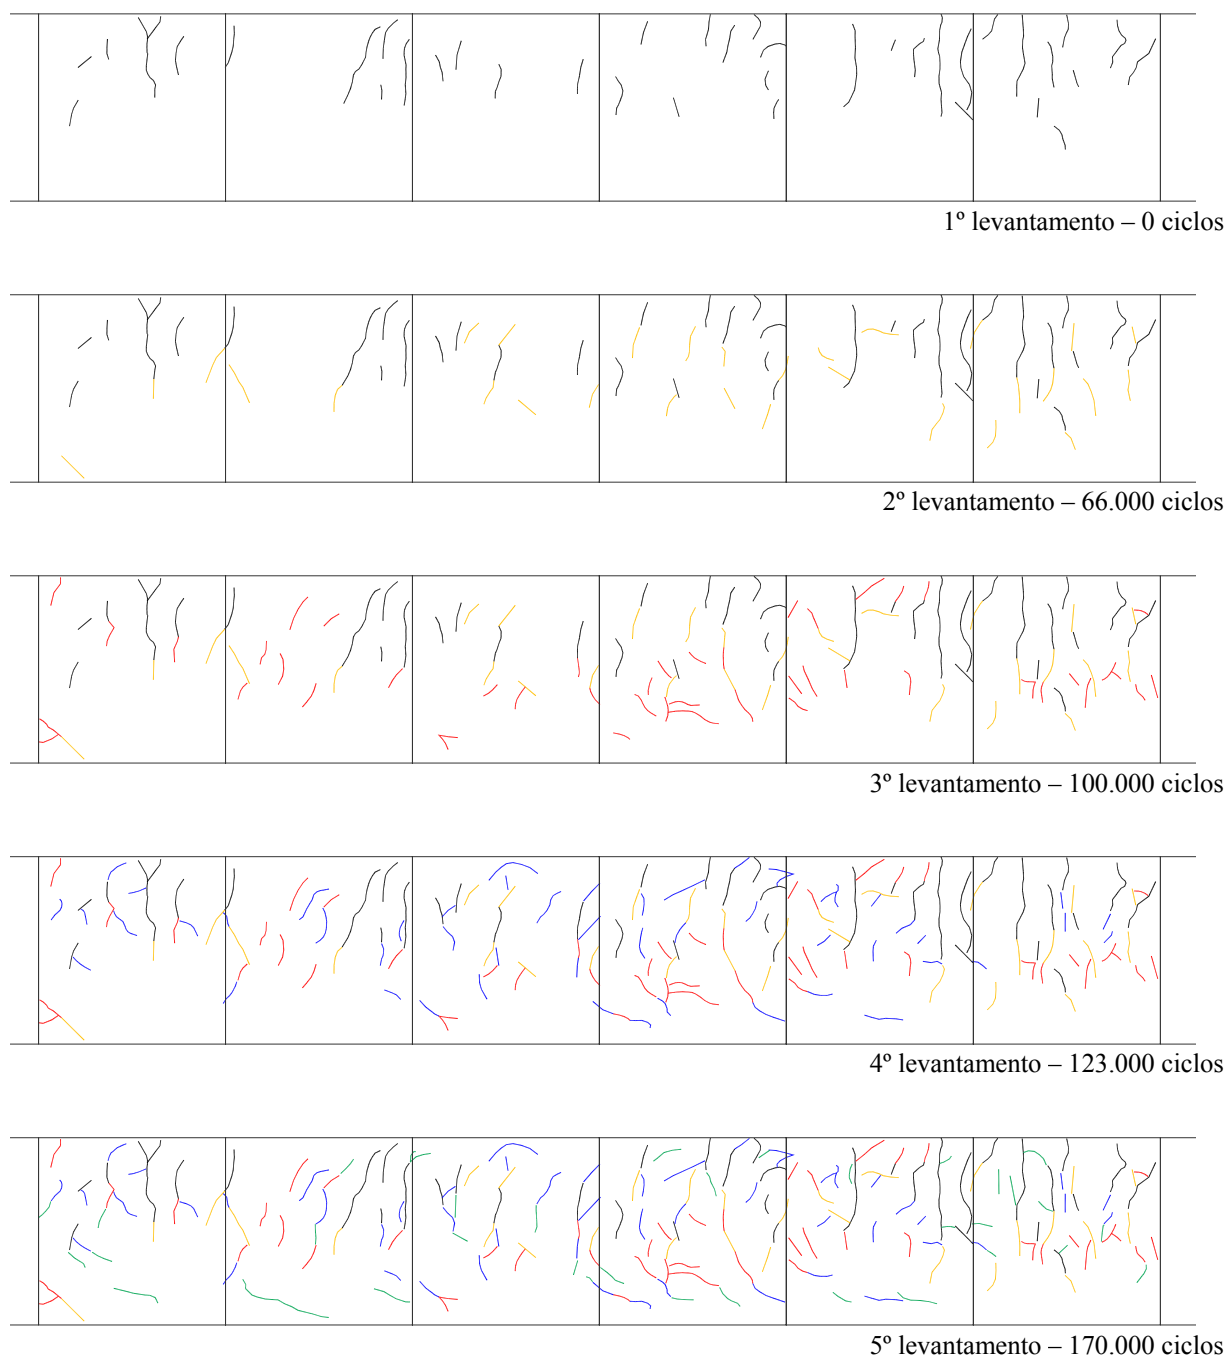 1º levantamento – 0 ciclos
2º levantamento – 66.000 ciclos
3º levantamento – 100.000 ciclos
4º levantamento – 123.000 ciclos
5º levantamento – 170.000 ciclos